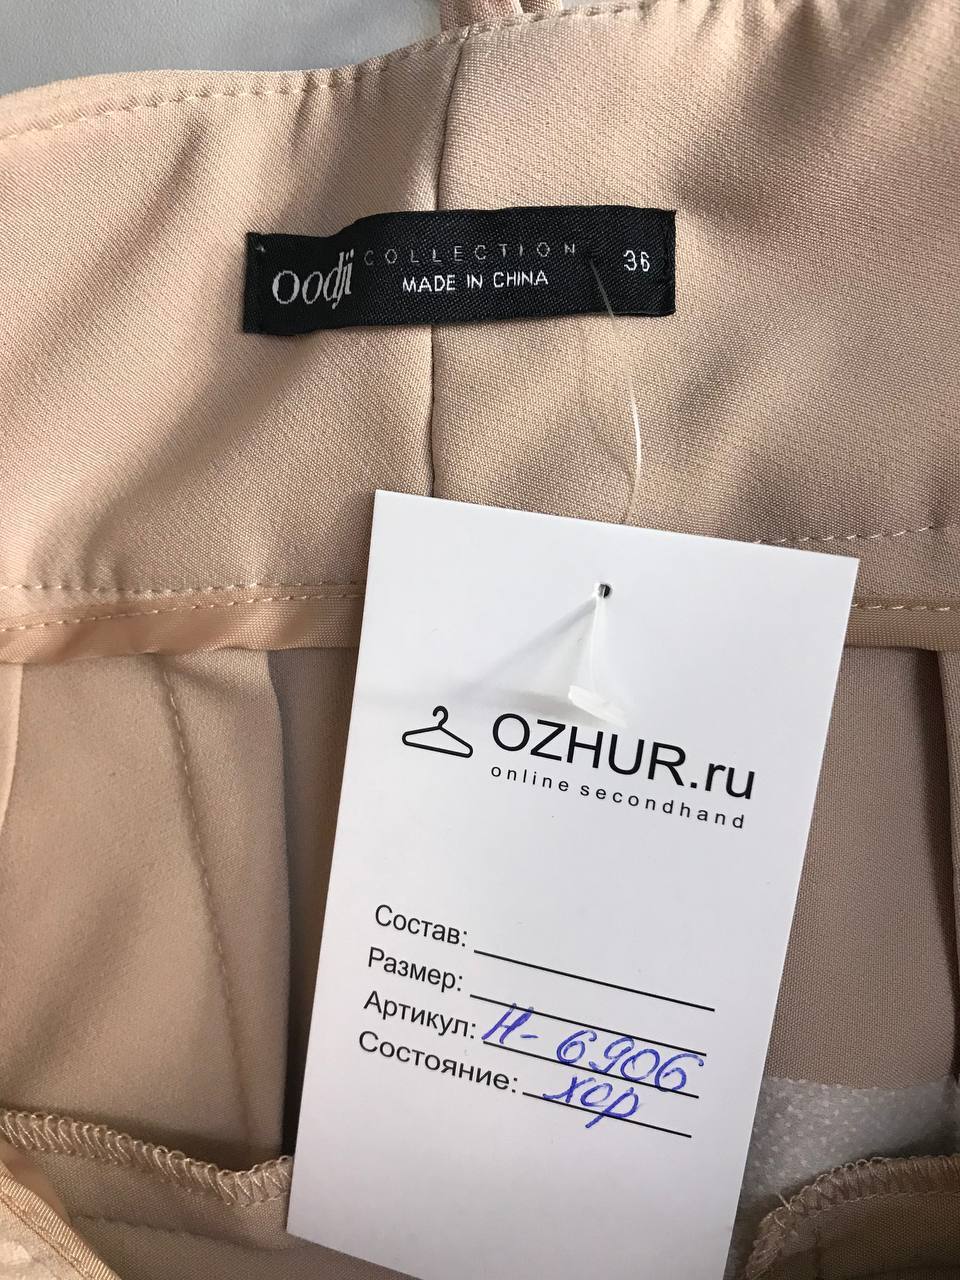 oodji COLLECTION 36
MADE IN CHINA
OZHUR.ru
online secondhand
Состав:
Размер:
Артикул: Н-6906
Состояние: хор